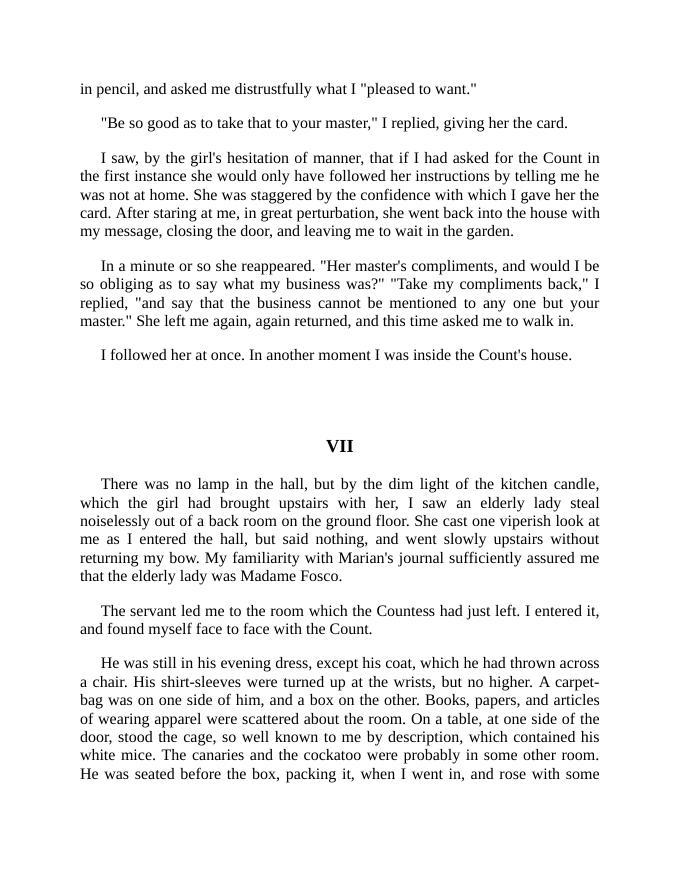 in pencil, and asked me distrustfully what I "pleased to want."
"Be so good as to take that to your master," I replied, giving her the card.
I saw, by the girl's hesitation of manner, that if I had asked for the Count in
the first instance she would only have followed her instructions by telling me he
was not at home. She was staggered by the confidence with which I gave her the
card. After staring at me, in great perturbation, she went back into the house with
my message, closing the door, and leaving me to wait in the garden.
In a minute or so she reappeared. "Her master's compliments, and would I be
so obliging as to say what my business was?" "Take my compliments back," I
replied, "and say that the business cannot be mentioned to any one but your
master." She left me again, again returned, and this time asked me to walk in.
I followed her at once. In another moment I was inside the Count's house.
VII
There was no lamp in the hall, but by the dim light of the kitchen candle,
which the girl had brought upstairs with her, I saw an elderly lady steal
noiselessly out of a back room on the ground floor. She cast one viperish look at
me as I entered the hall, but said nothing, and went slowly upstairs without
returning my bow. My familiarity with Marian's journal sufficiently assured me
that the elderly lady was Madame Fosco.
The servant led me to the room which the Countess had just left. I entered it,
and found myself face to face with the Count.
He was still in his evening dress, except his coat, which he had thrown across
a chair. His shirt-sleeves were turned up at the wrists, but no higher. A carpet-
bag was on one side of him, and a box on the other. Books, papers, and articles
of wearing apparel were scattered about the room. On a table, at one side of the
door, stood the cage, so well known to me by description, which contained his
white mice. The canaries and the cockatoo were probably in some other room.
He was seated before the box, packing it, when I went in, and rose with some